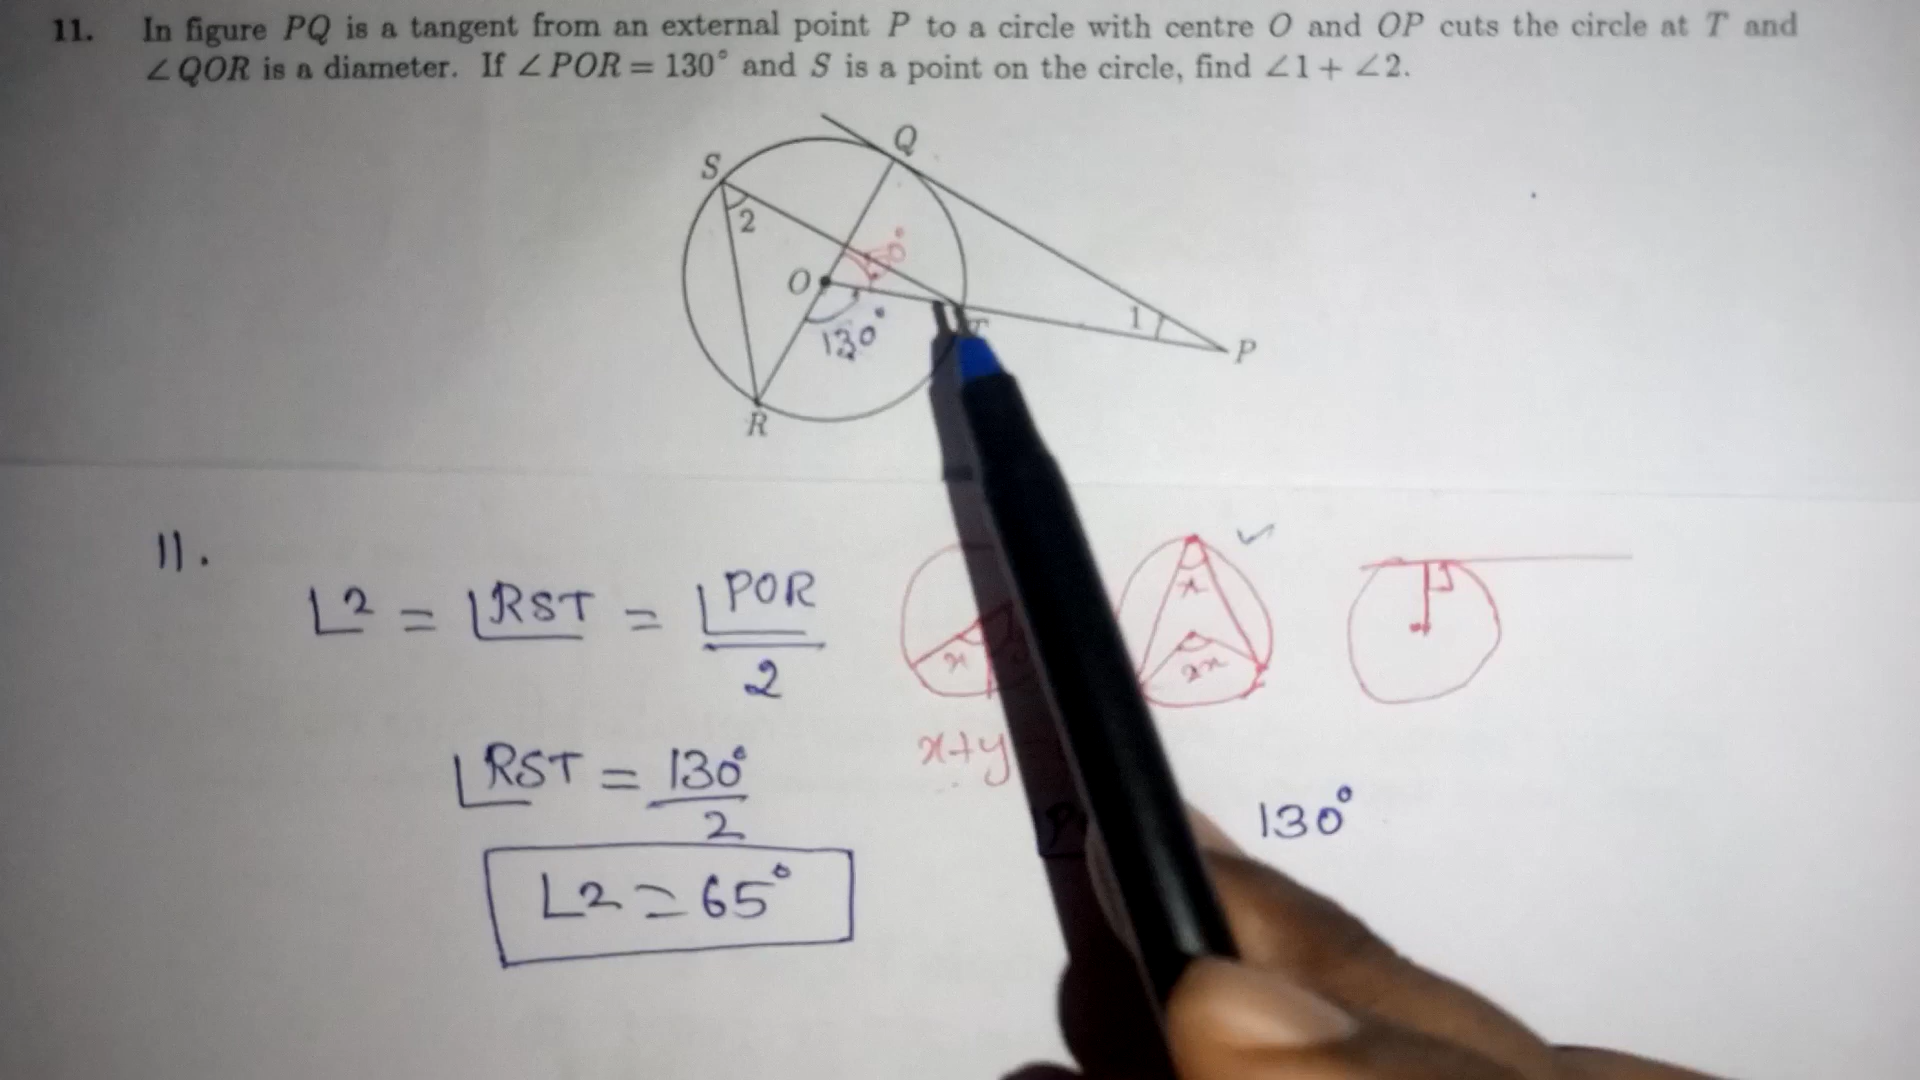 11. In figure PQ is a tangent from an external point P to a circle with centre O and OP cuts the circle at T and
∠QOR is a diameter. If ∠POR = 130° and S is a point on the circle, find ∠1 + ∠2.
Q
S
2
50°
O
130°
T
1
P
R
11.
∠2 = ∠RST = ∠POR / 2
x
x
2x
∠RST = 130° / 2
x+y
130°
∠2 = 65°